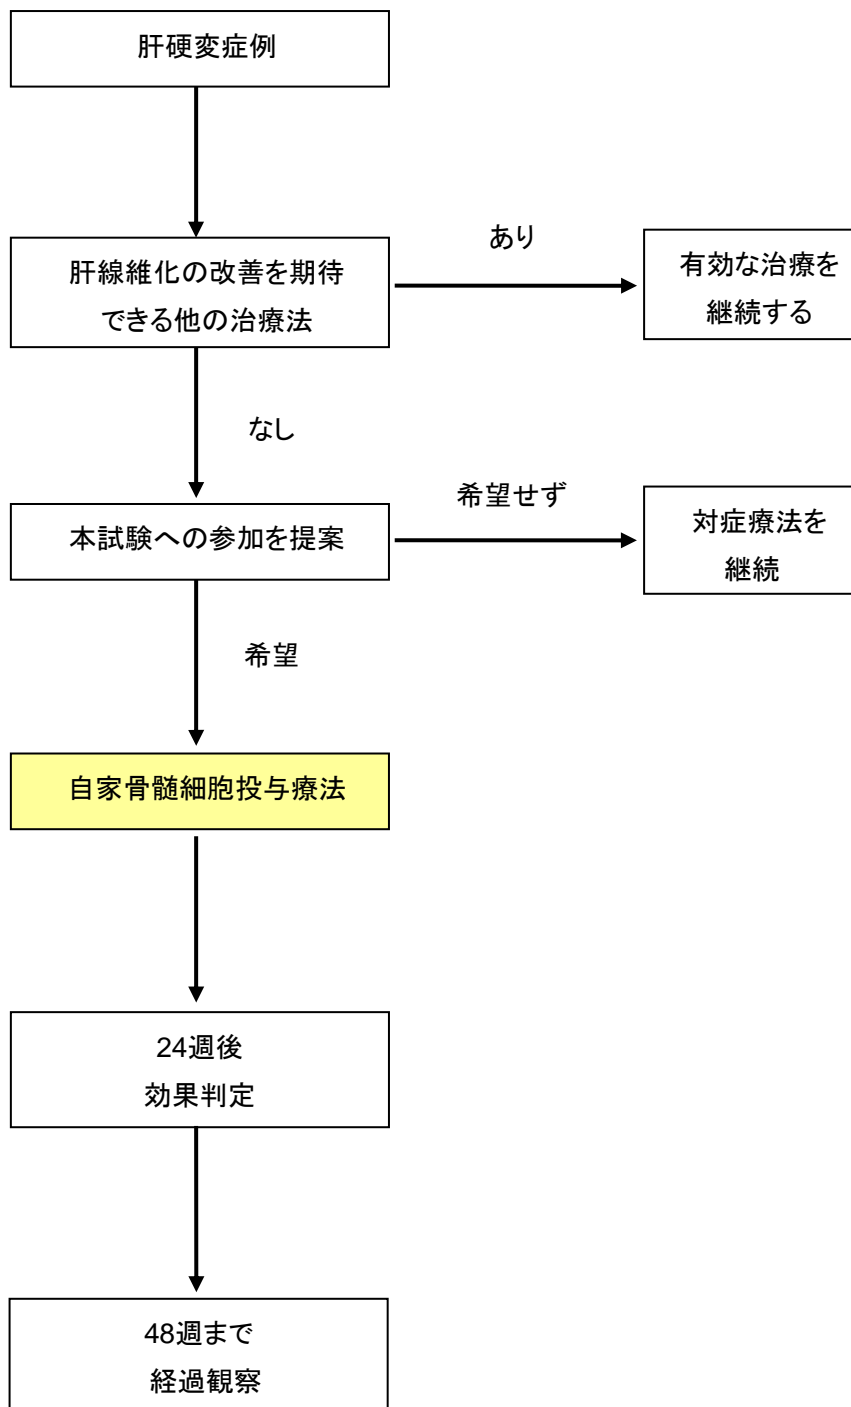 肝硬変症例
あり
肝線維化の改善を期待
できる他の治療法
有効な治療を
継続する
なし
希望せず
本試験への参加を提案
対症療法を
継続
希望
自家骨髄細胞投与療法
24週後
効果判定
48週まで
経過観察